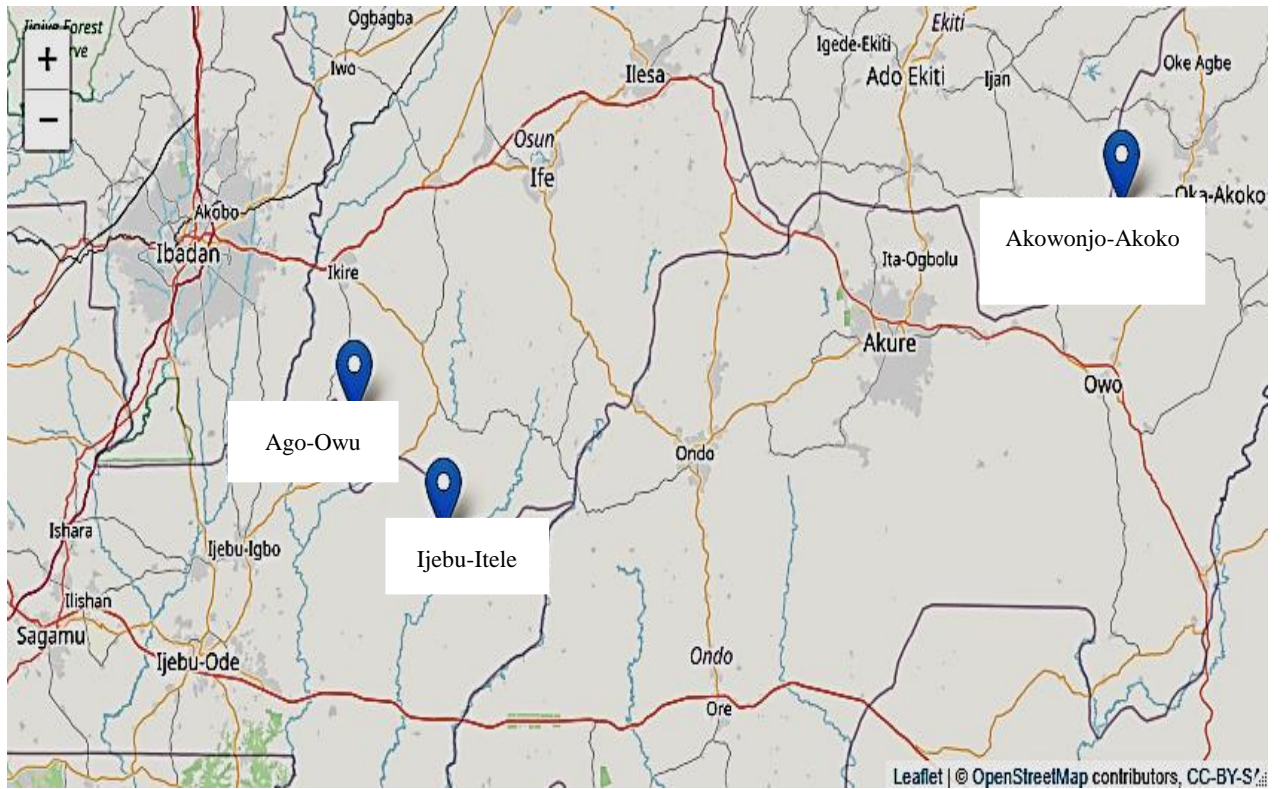 Ogbagba
Ekiti
+
Iwo
Ilesa
Igede-Ekiti
Ado Ekiti
Ijan
Oke Agbe
−
Osun
Ife
Akobo
Oka-Akoko
Ibadan
Ikire
Ita-Ogbolu
Akowonjo-Akoko
Akure
Owo
Ago-Owu
Ondo
Ishara
Ijebu-Igbo
Ijebu-Itele
Ilishan
Sagamu
Ijebu-Ode
Ondo
Ore
Leaflet | © OpenStreetMap contributors, CC-BY-SA